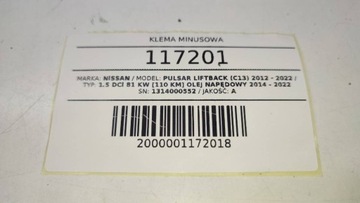 KLEMA MINUSOWA
117201
MARKA: NISSAN / MODEL: PULSAR LIFTBACK (C13) 2012 - 2022 /
TYP: 1.5 DCI 81 KW [110 KM] OLEJ NAPĘDOWY 2014 - 2022
SN: 1314000552 / JAKOŚĆ: A
2000001172018